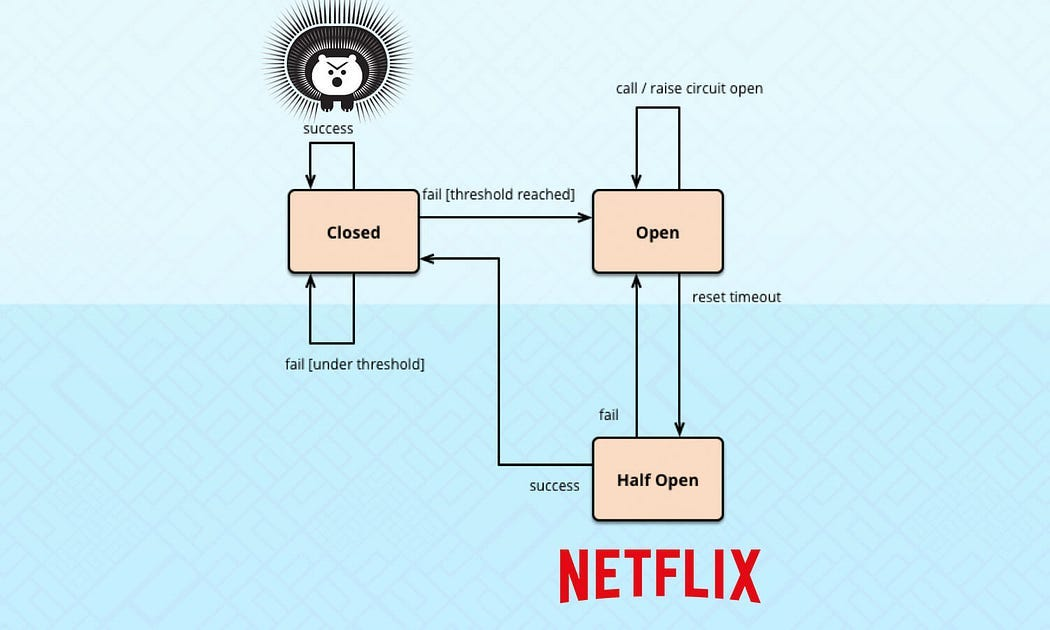 call / raise circuit open
success
fail [threshold reached]
Closed
Open
reset timeout
fail [under threshold]
fail
Half Open
success
NETFLIX